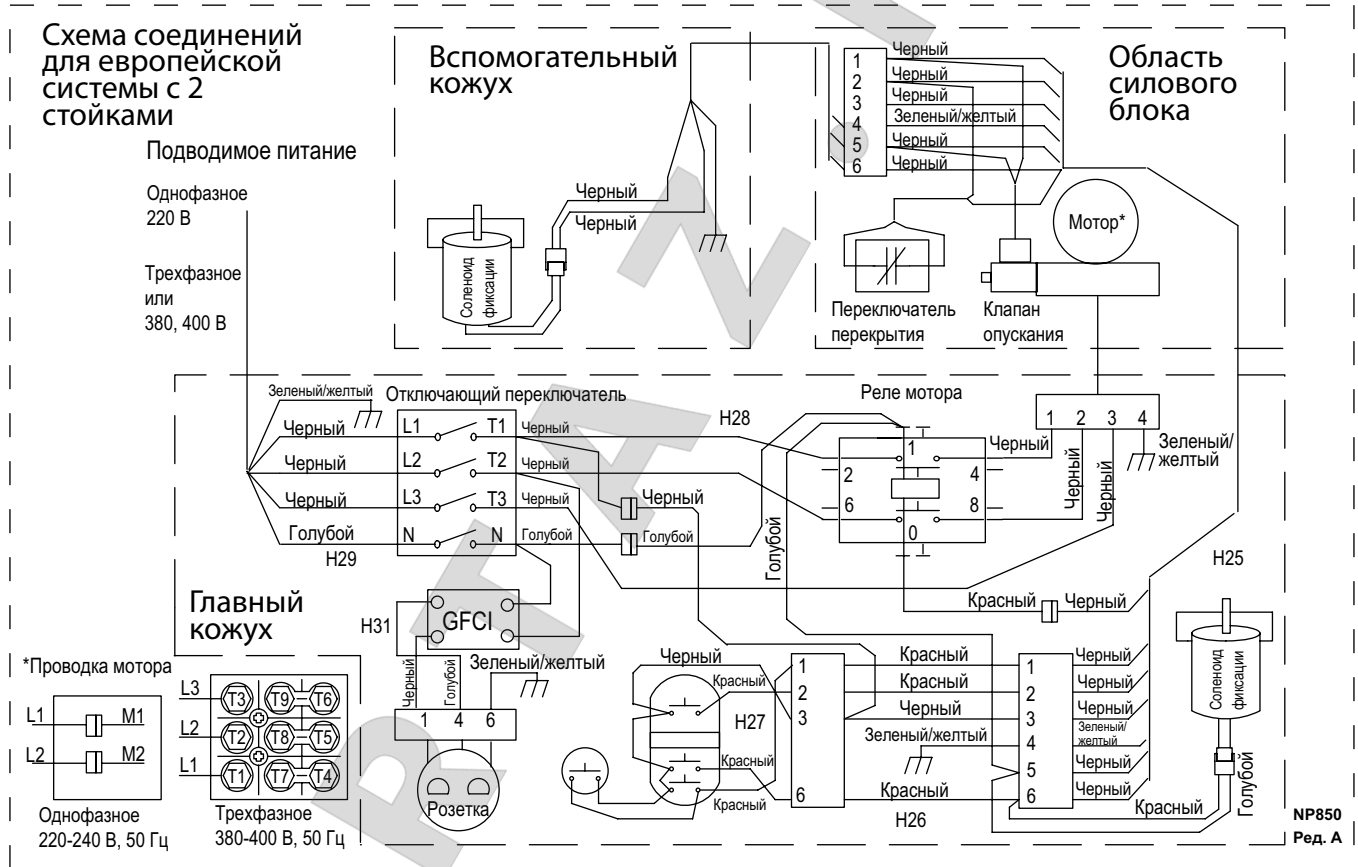 Схема соединений
для европейской
системы с 2
стойками
Вспомогательный
кожух
Область
силового
блока
Подводимое питание
Однофазное
220 В
Трехфазное
или
380, 400 В
1
2
3
4
5
6
Черный
Черный
Черный
Зеленый/желтый
Черный
Черный
Черный
Черный
Соленоид
фиксации
Мотор*
Переключатель
перекрытия
Клапан
опускания
Зеленый/желтый
Отключающий переключатель
Реле мотора
H28
Черный
L1
T1
Черный
Черный
L2
T2
Черный
Черный
L3
T3
Черный
Голубой
N
N
Голубой
H29
Черный
Голубой
Голубой
1
2
4
6
8
0
Черный
1 2 3 4
Черный
Черный
Зеленый/
желтый
H25
Красный
Черный
Главный
кожух
H31
GFCI
Черный
Голубой
Зеленый/желтый
1 4 6
Розетка
*Проводка мотора
L1
M1
L2
M2
Однофазное
220-240 В, 50 Гц
L3
L2
L1
T3 T9 T6
T2 T8 T5
T1 T7 T4
Трехфазное
380-400 В, 50 Гц
Черный
Красный
H27
Красный
Красный
1
2
3
6
Красный
Красный
Черный
Зеленый/желтый
Красный
H26
1
2
3
4
5
6
Черный
Черный
Черный
Зеленый/
желтый
Черный
Черный
Красный
Голубой
Соленоид
фиксации
NP850
Ред. А